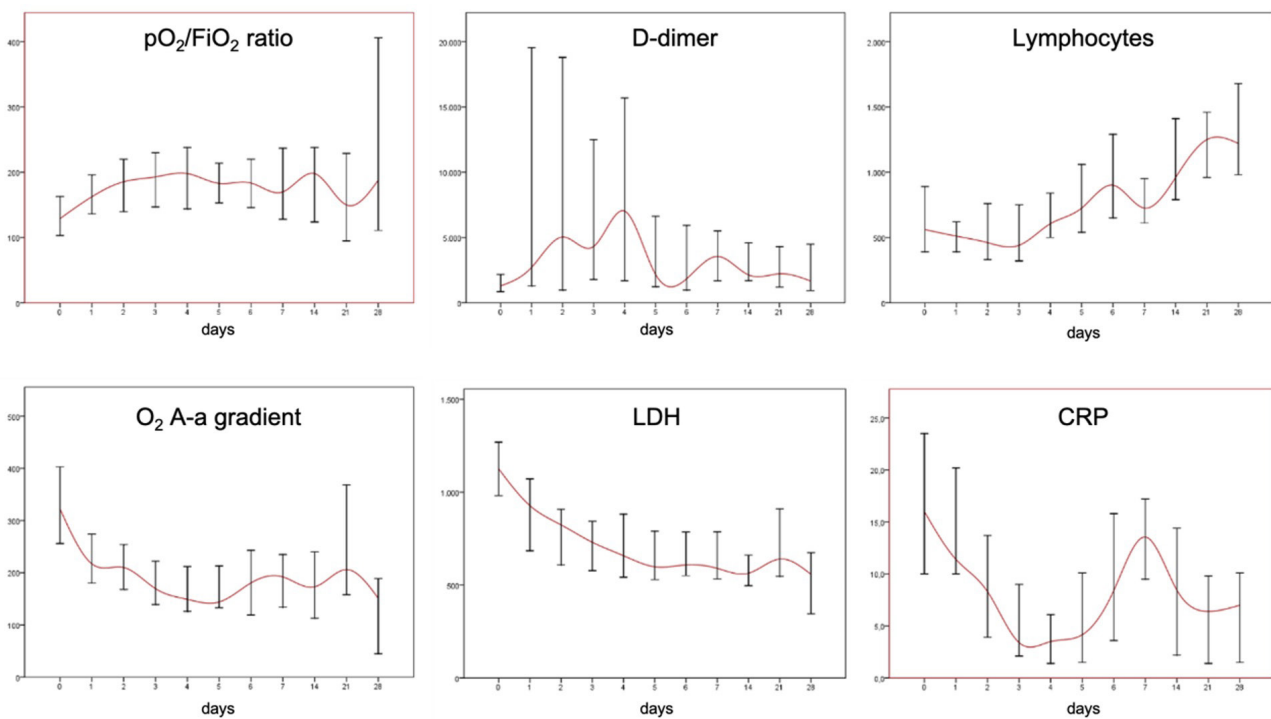 pO₂/FiO₂ ratio
400
300
200
100
0
0 1 2 3 4 5 6 7 14 21 28
days
D-dimer
20.000
15.000
10.000
5.000
0
0 1 2 3 4 5 6 7 14 21 28
days
Lymphocytes
2.000
1.500
1.000
500
0
0 1 2 3 4 5 6 7 14 21 28
days
O₂ A-a gradient
500
400
300
200
100
0
0 1 2 3 4 5 6 7 14 21 28
days
LDH
1.500
1.000
500
0
0 1 2 3 4 5 6 7 14 21 28
days
CRP
25,0
20,0
15,0
10,0
5,0
0,0
0 1 2 3 4 5 6 7 14 21 28
days